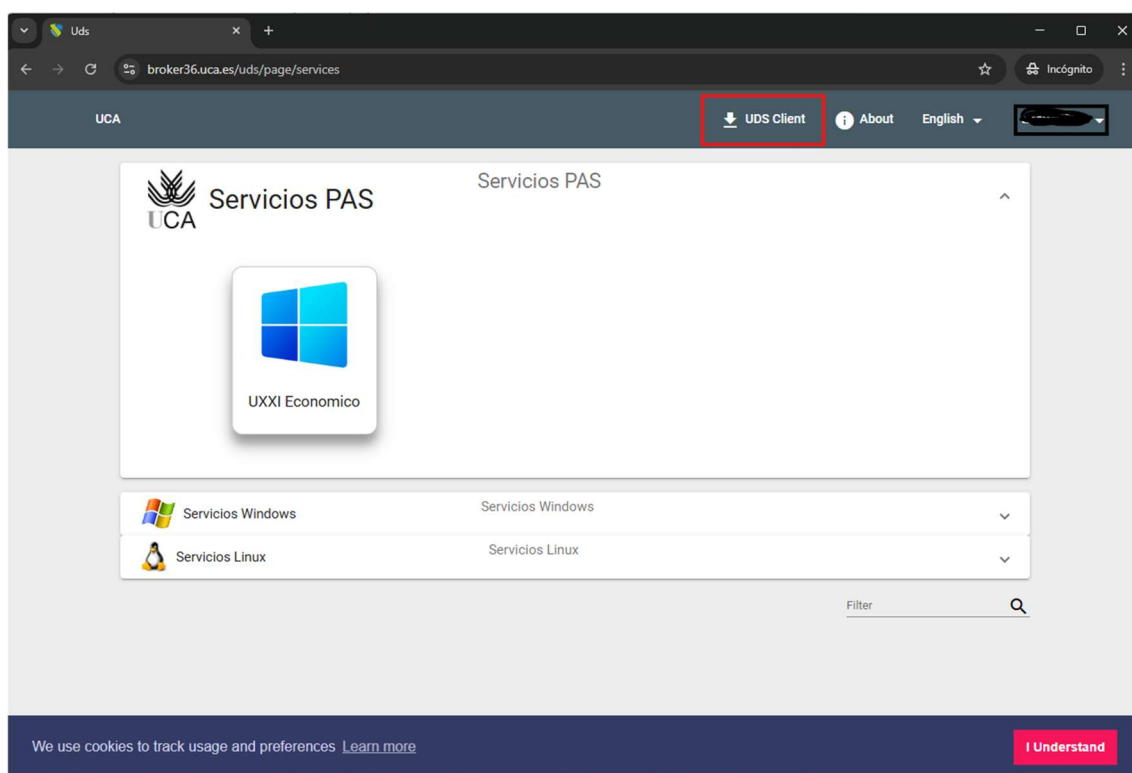 Uds
broker36.uca.es/uds/page/services
Incógnito
UCA
UDS Client
About
English
UCA
Servicios PAS
Servicios PAS
UXXI Economico
Servicios Windows
Servicios Windows
Servicios Linux
Servicios Linux
Filter
We use cookies to track usage and preferences Learn more
I Understand